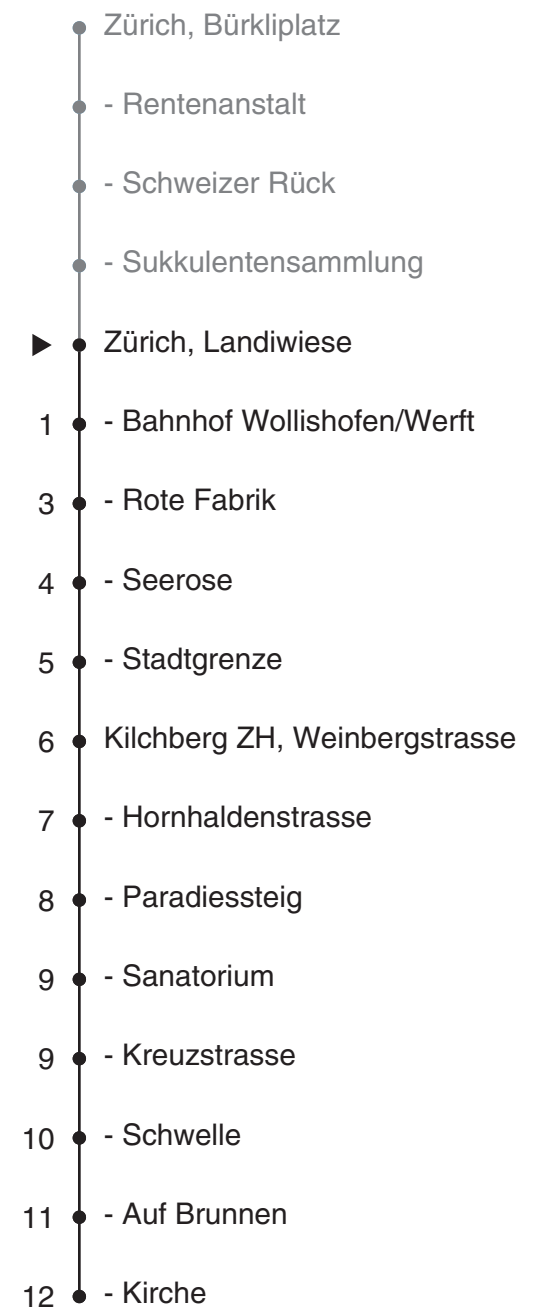 Zürich, Bürkliplatz
- Rentenanstalt
- Schweizer Rück
- Sukkulentensammlung
Zürich, Landiwiese
1 - Bahnhof Wollishofen/Werft
3 - Rote Fabrik
4 - Seerose
5 - Stadtgrenze
6 Kilchberg ZH, Weinbergstrasse
7 - Hornhaldenstrasse
8 - Paradiessteig
9 - Sanatorium
9 - Kreuzstrasse
10 - Schwelle
11 - Auf Brunnen
12 - Kirche